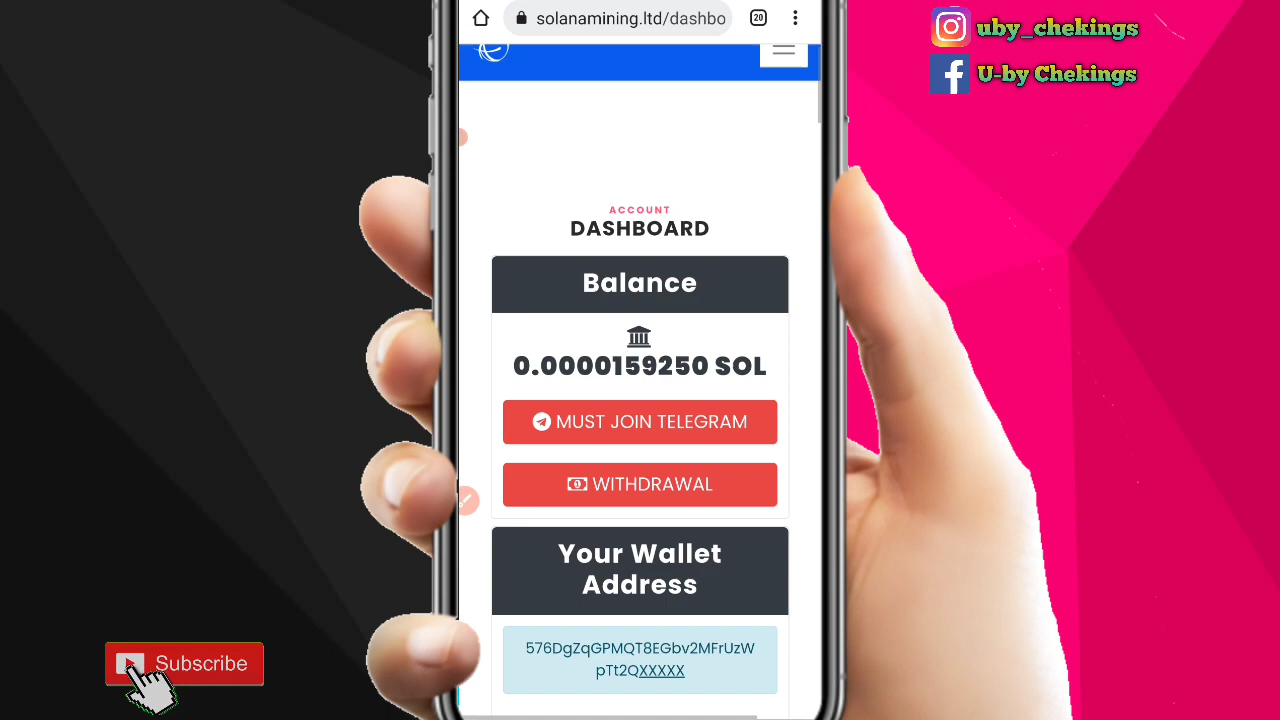 solanamining.ltd/dashbo
20
uby_chekings
U-by Chekings
ACCOUNT
DASHBOARD
Balance
0.0000159250 SOL
MUST JOIN TELEGRAM
WITHDRAWAL
Your Wallet
Address
576DgZqGPMQT8EGbv2MFrUzW
pTt2QXXXXX
Subscribe